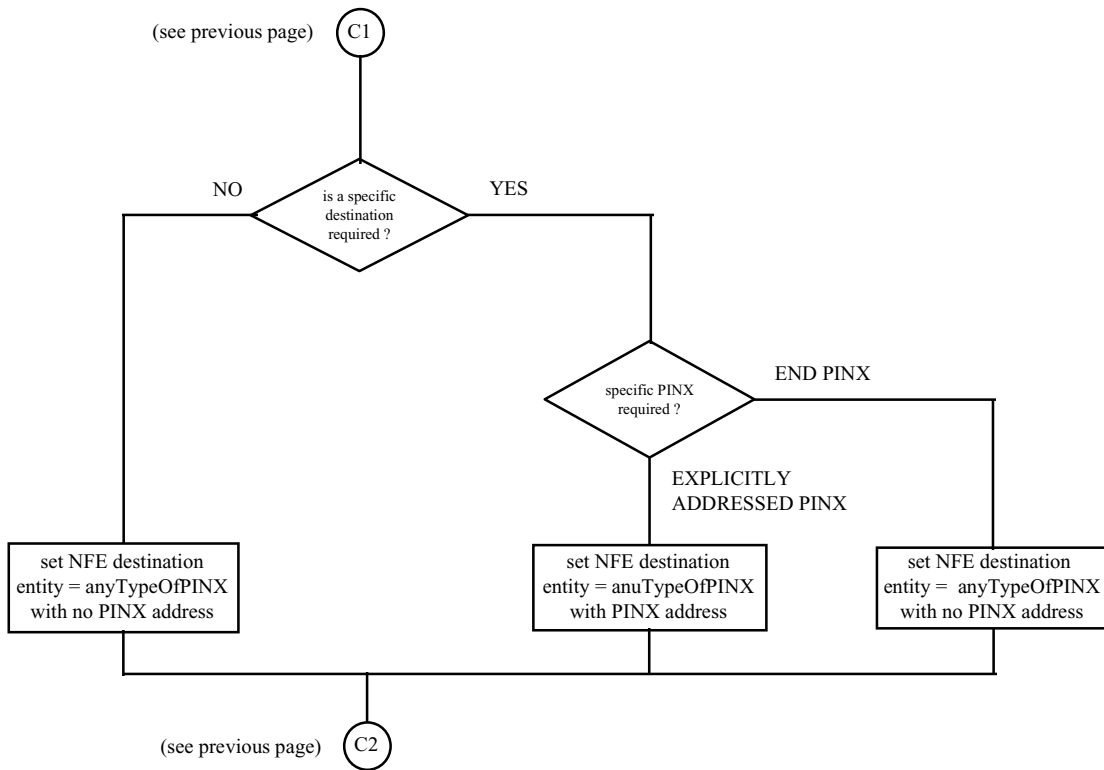 (see previous page)
C1
NO
YES
is a specific
destination
required ?
END PINX
specific PINX
required ?
EXPLICITLY
ADDRESSED PINX
set NFE destination
entity = anyTypeOfPINX
with no PINX address
set NFE destination
entity = anuTypeOfPINX
with PINX address
set NFE destination
entity =  anyTypeOfPINX
with no PINX address
(see previous page)
C2